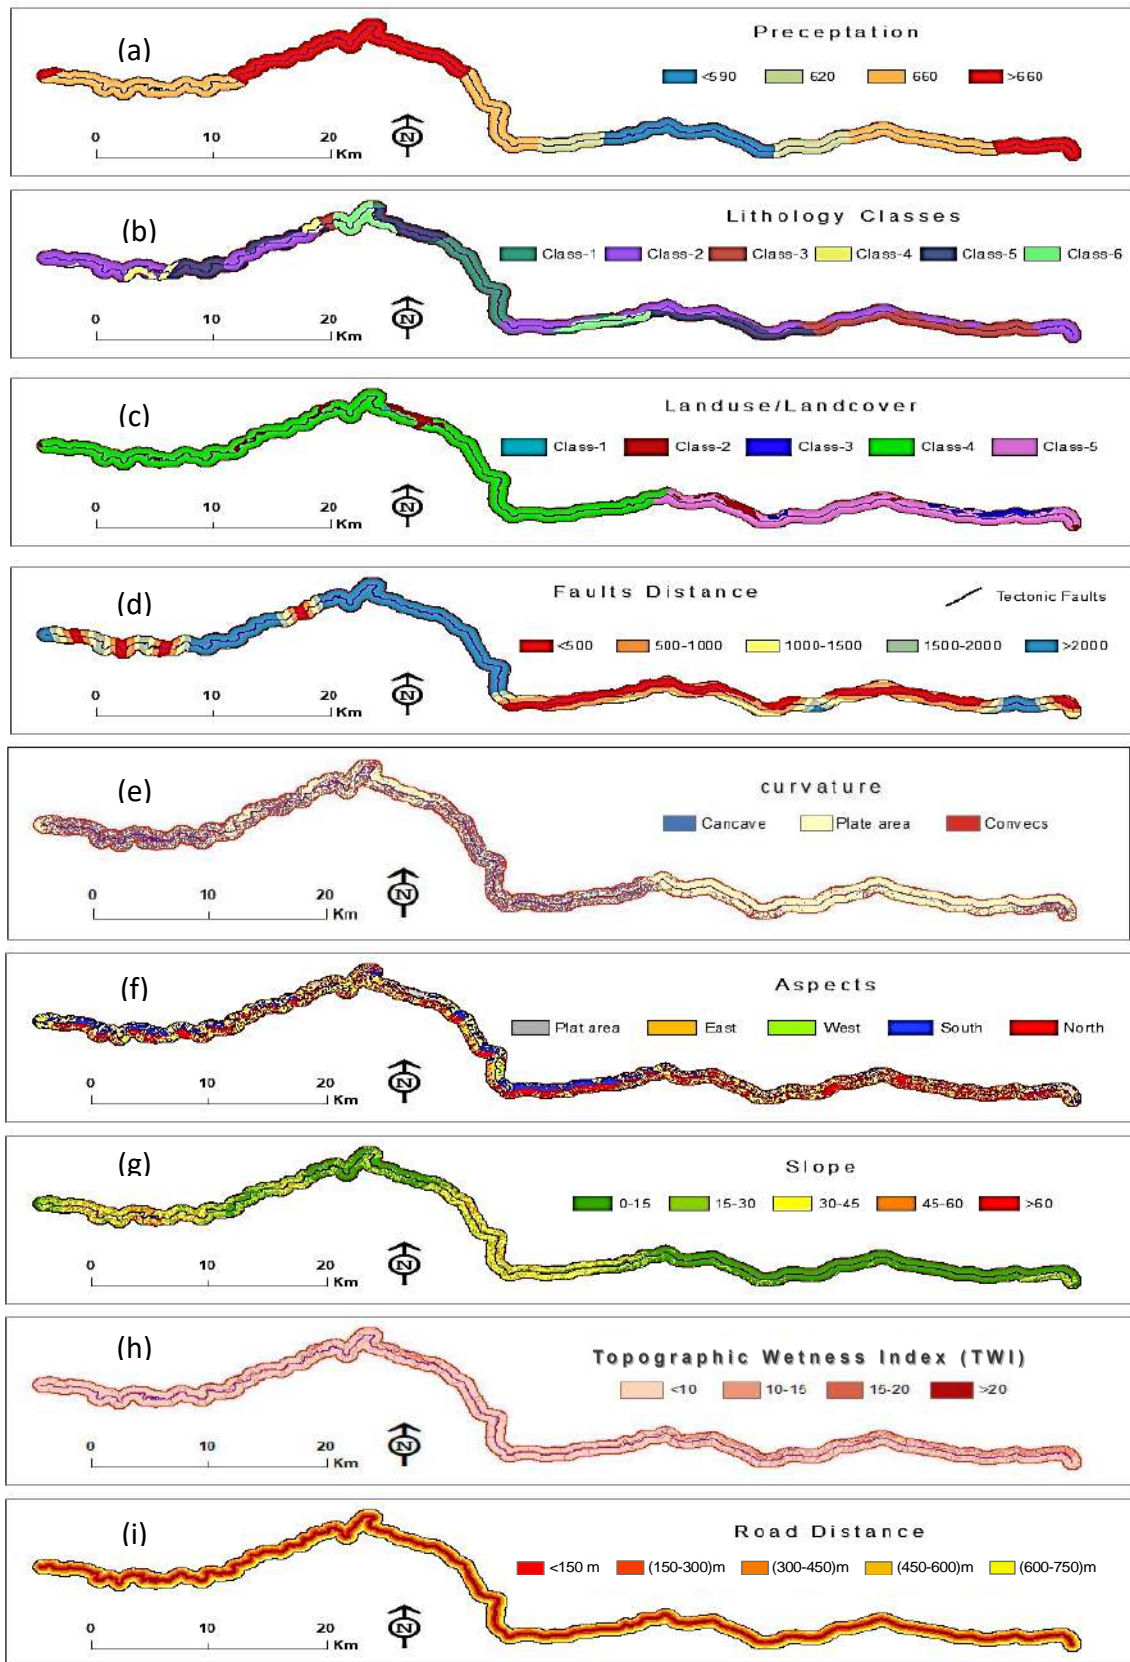 (a)
Preceptation
<590 620 660 >660
0 10 20 Km
N
(b)
Lithology Classes
Class-1 Class-2 Class-3 Class-4 Class-5 Class-6
0 10 20 Km
N
(c)
Landuse/Landcover
Class-1 Class-2 Class-3 Class-4 Class-5
0 10 20 Km
N
(d)
Faults Distance Tectonic Faults
<500 500-1000 1000-1500 1500-2000 >2000
0 10 20 Km
N
(e)
curvature
Cancave Plate area Convecs
0 10 20 Km
N
(f)
Aspects
Plat area East West South North
0 10 20 Km
N
(g)
Slope
0-15 15-30 30-45 45-60 >60
0 10 20 Km
N
(h)
Topographic Wetness Index (TWI)
<10 10-15 15-20 >20
0 10 20 Km
N
(i)
Road Distance
<150 m (150-300)m (300-450)m (450-600)m (600-750)m
0 10 20 Km
N